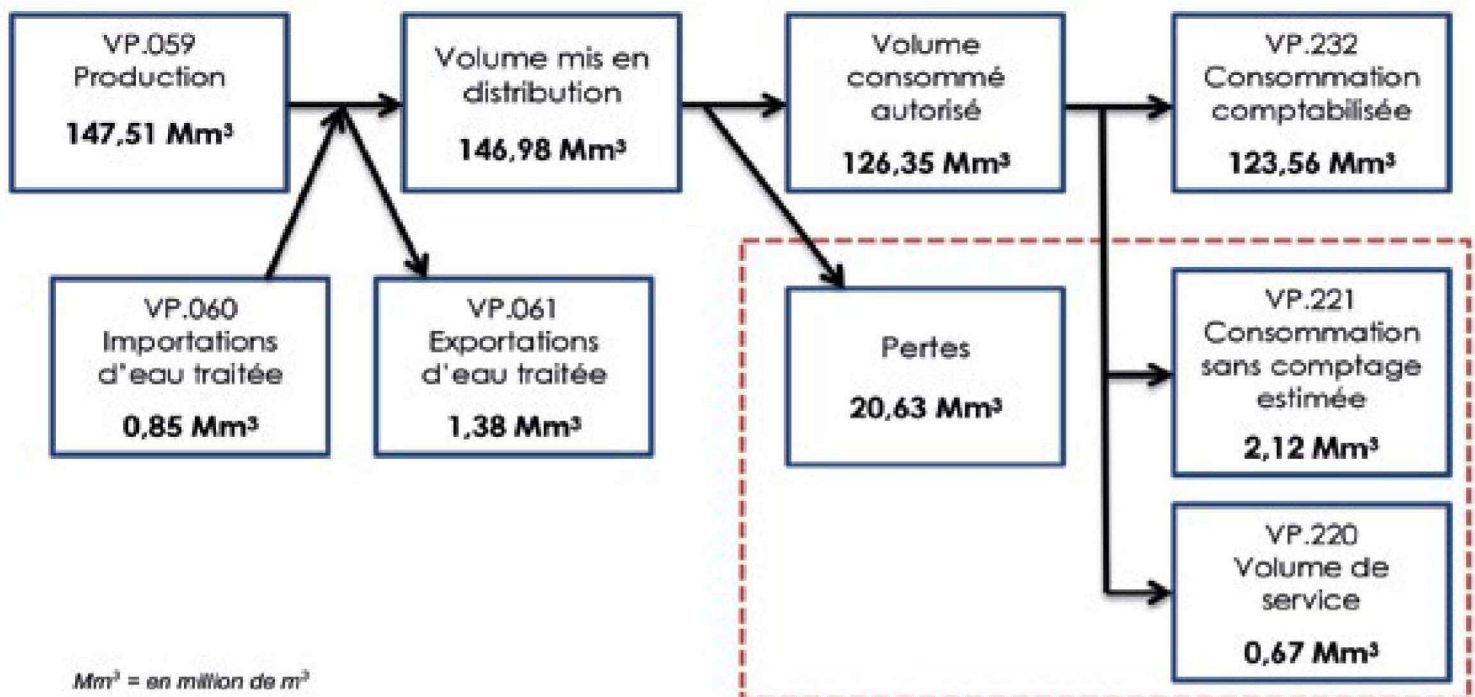 VP.059
Production
147,51 Mm³
Volume mis en
distribution
146,98 Mm³
Volume
consommé
autorisé
126,35 Mm³
VP.232
Consommation
comptabilisée
123,56 Mm³
VP.060
Importations
d'eau traitée
0,85 Mm³
VP.061
Exportations
d'eau traitée
1,38 Mm³
Pertes
20,63 Mm³
VP.221
Consommation
sans comptage
estimée
2,12 Mm³
VP.220
Volume de
service
0,67 Mm³
Mm³ = en million de m³